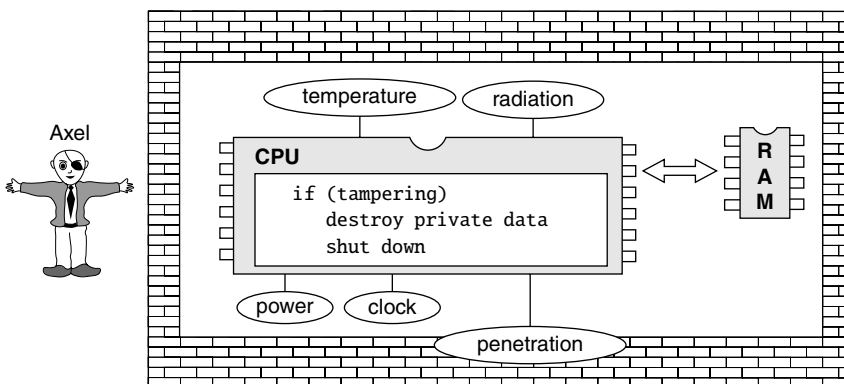 temperature
radiation
Axel
CPU
R
A
M
if (tampering)
destroy private data
shut down
power
clock
penetration